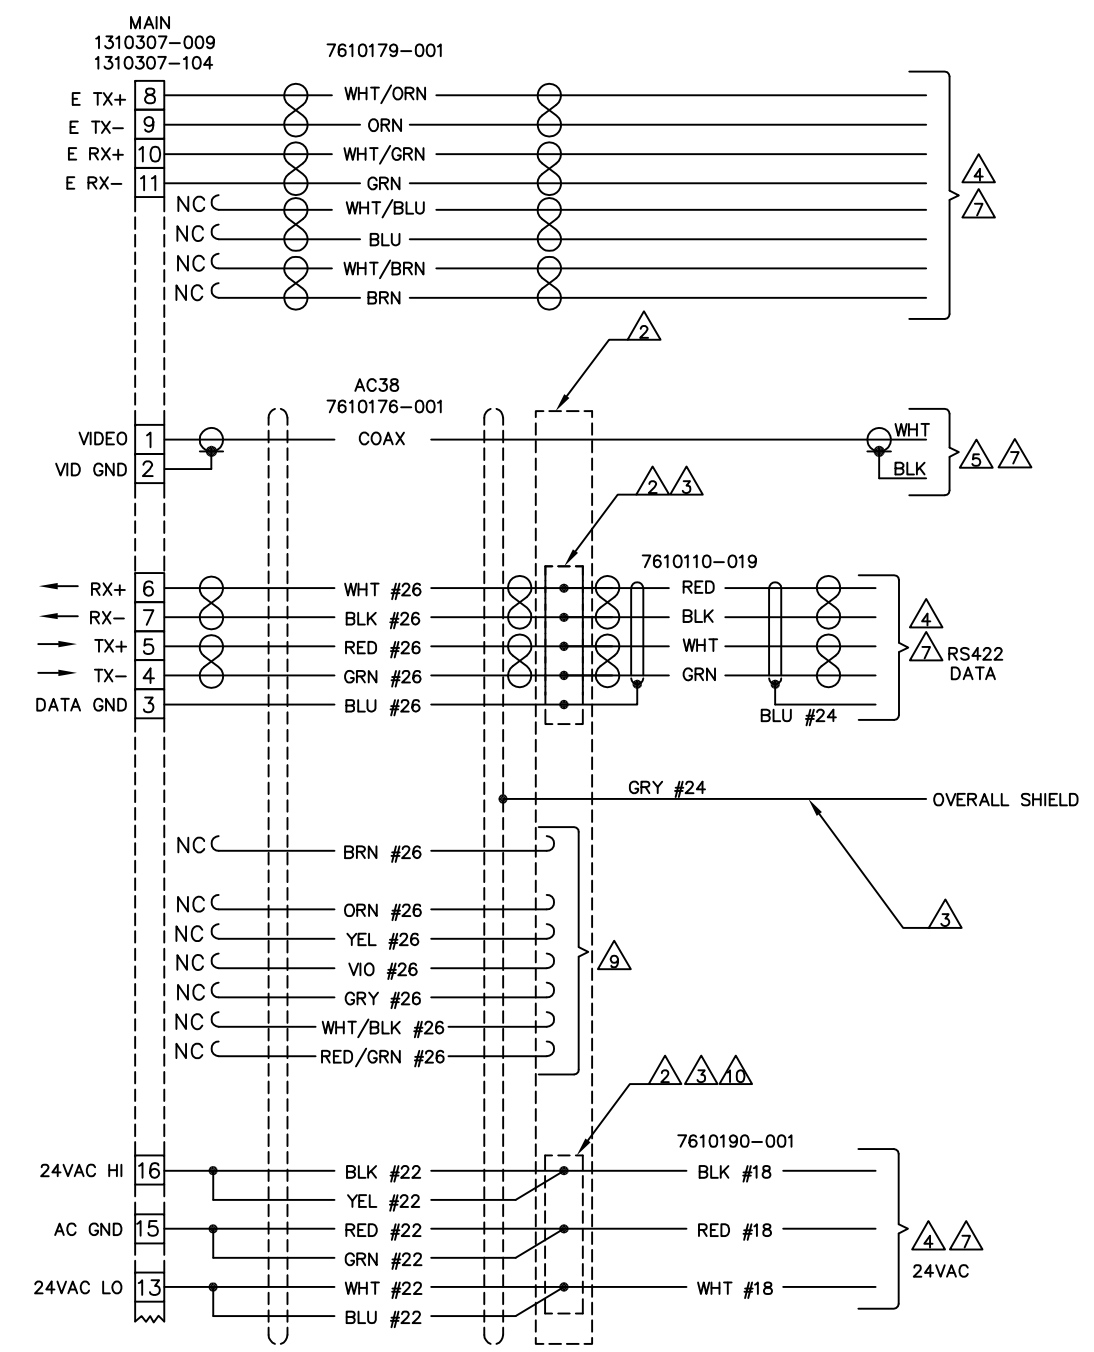 MAIN
1310307-009
1310307-104
7610179-001
E TX+ 8 WHT/ORN
E TX- 9 ORN
E RX+ 10 WHT/GRN
E RX- 11 GRN
4
NC WHT/BLU
7
NC BLU
NC WHT/BRN
NC BRN
2
AC38
7610176-001
VIDEO 1 COAX WHT
VID GND 2 BLK
5 7
2 3
7610110-019
RX+ 6 WHT #26 RED
RX- 7 BLK #26 BLK
4
TX+ 5 RED #26 WHT
7 RS422
DATA
TX- 4 GRN #26 GRN
DATA GND 3 BLU #26
BLU #24
GRY #24
OVERALL SHIELD
NC BRN #26
NC ORN #26
3
NC YEL #26
9
NC VIO #26
NC GRY #26
NC WHT/BLK #26
NC RED/GRN #26
2 3 10
7610190-001
24VAC HI 16 BLK #22 BLK #18
YEL #22
AC GND 15 RED #22 RED #18
4 7
GRN #22
24VAC
24VAC LO 13 WHT #22 WHT #18
BLU #22